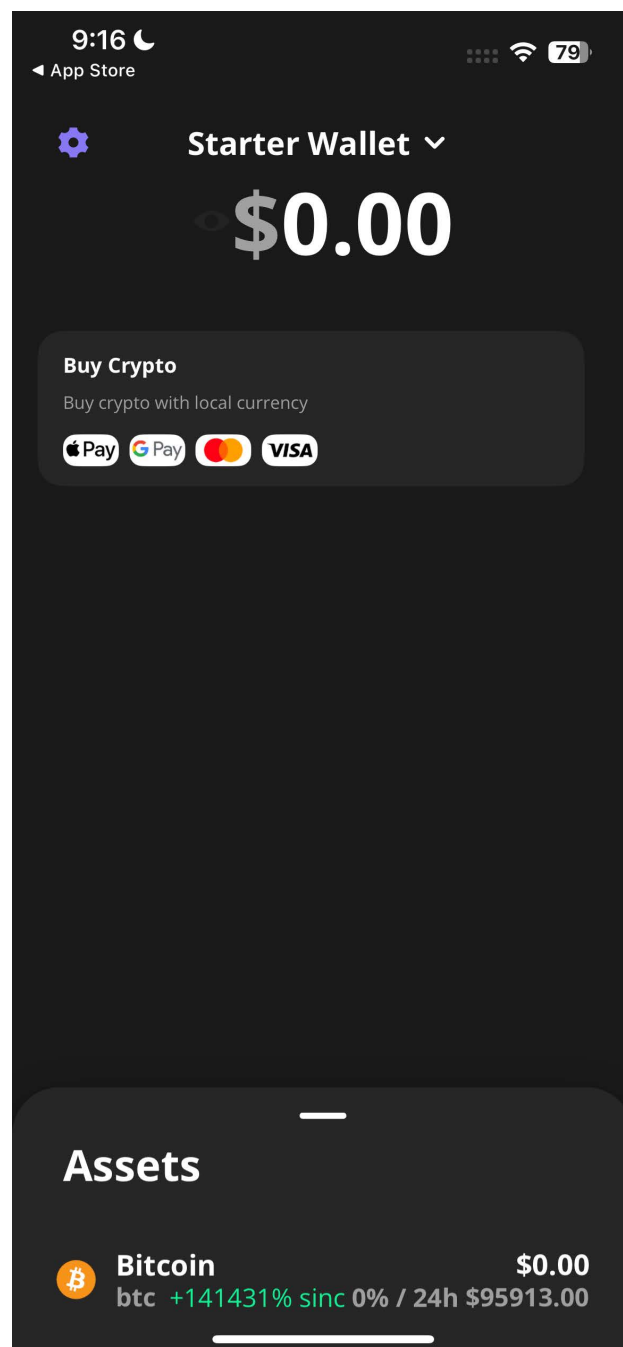 9:16
79
◀ App Store
Starter Wallet
$0.00
Buy Crypto
Buy crypto with local currency
Pay G Pay VISA
Assets
Bitcoin $0.00
btc +141431% sinc 0% / 24h $95913.00